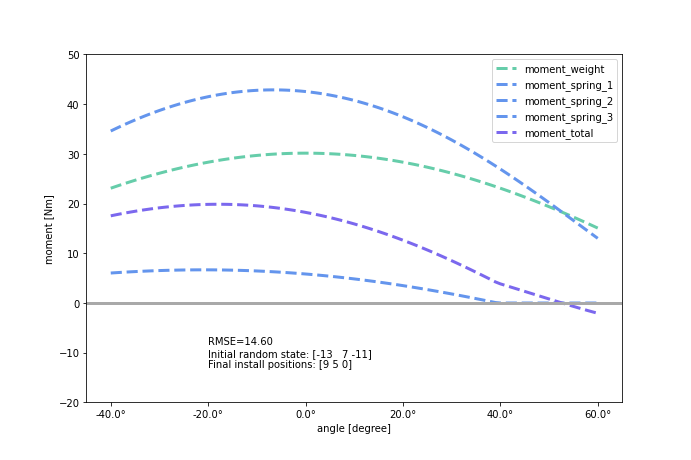 50
40
30
20
10
0
−10
−20
moment [Nm]
moment_weight
moment_spring_1
moment_spring_2
moment_spring_3
moment_total
RMSE=14.60
Initial random state: [-13   7 -11]
Final install positions: [9 5 0]
-40.0° -20.0° 0.0° 20.0° 40.0° 60.0°
angle [degree]